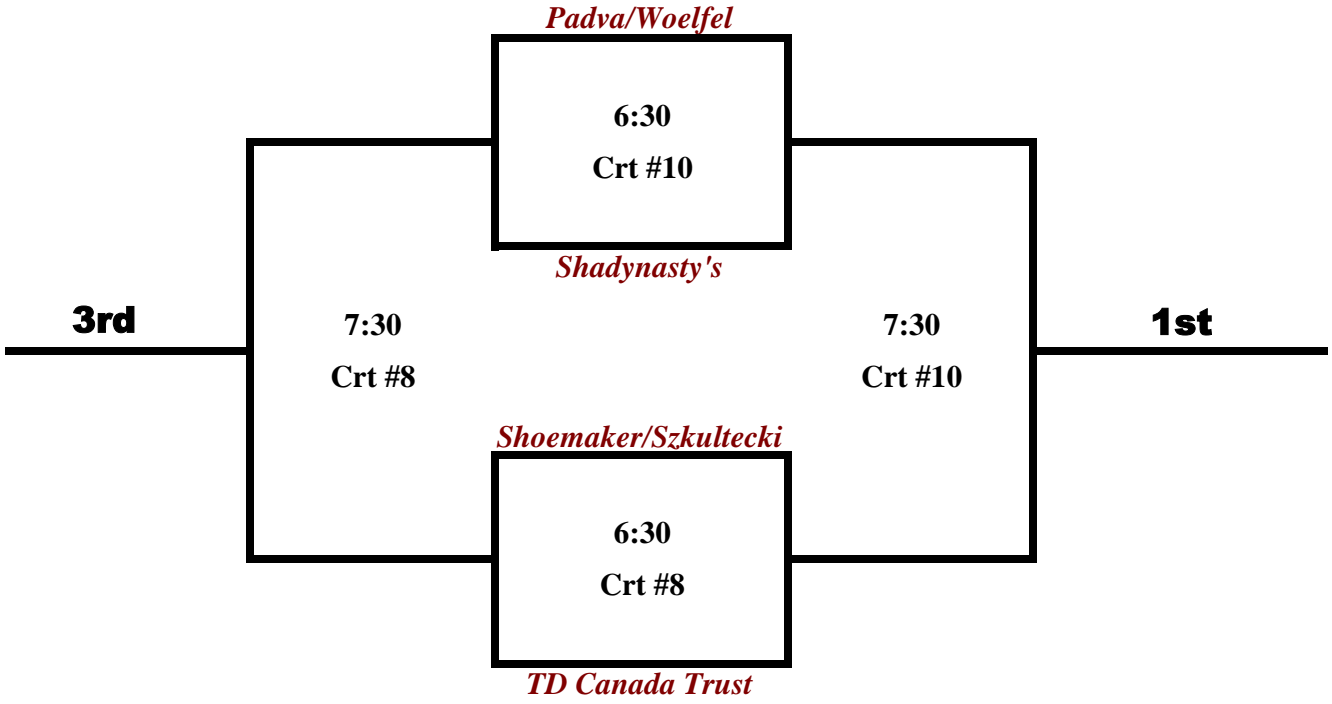 Padva/Woelfel
6:30
Crt #10
Shadynasty's
3rd
7:30
Crt #8
7:30
Crt #10
1st
Shoemaker/Szkultecki
6:30
Crt #8
TD Canada Trust